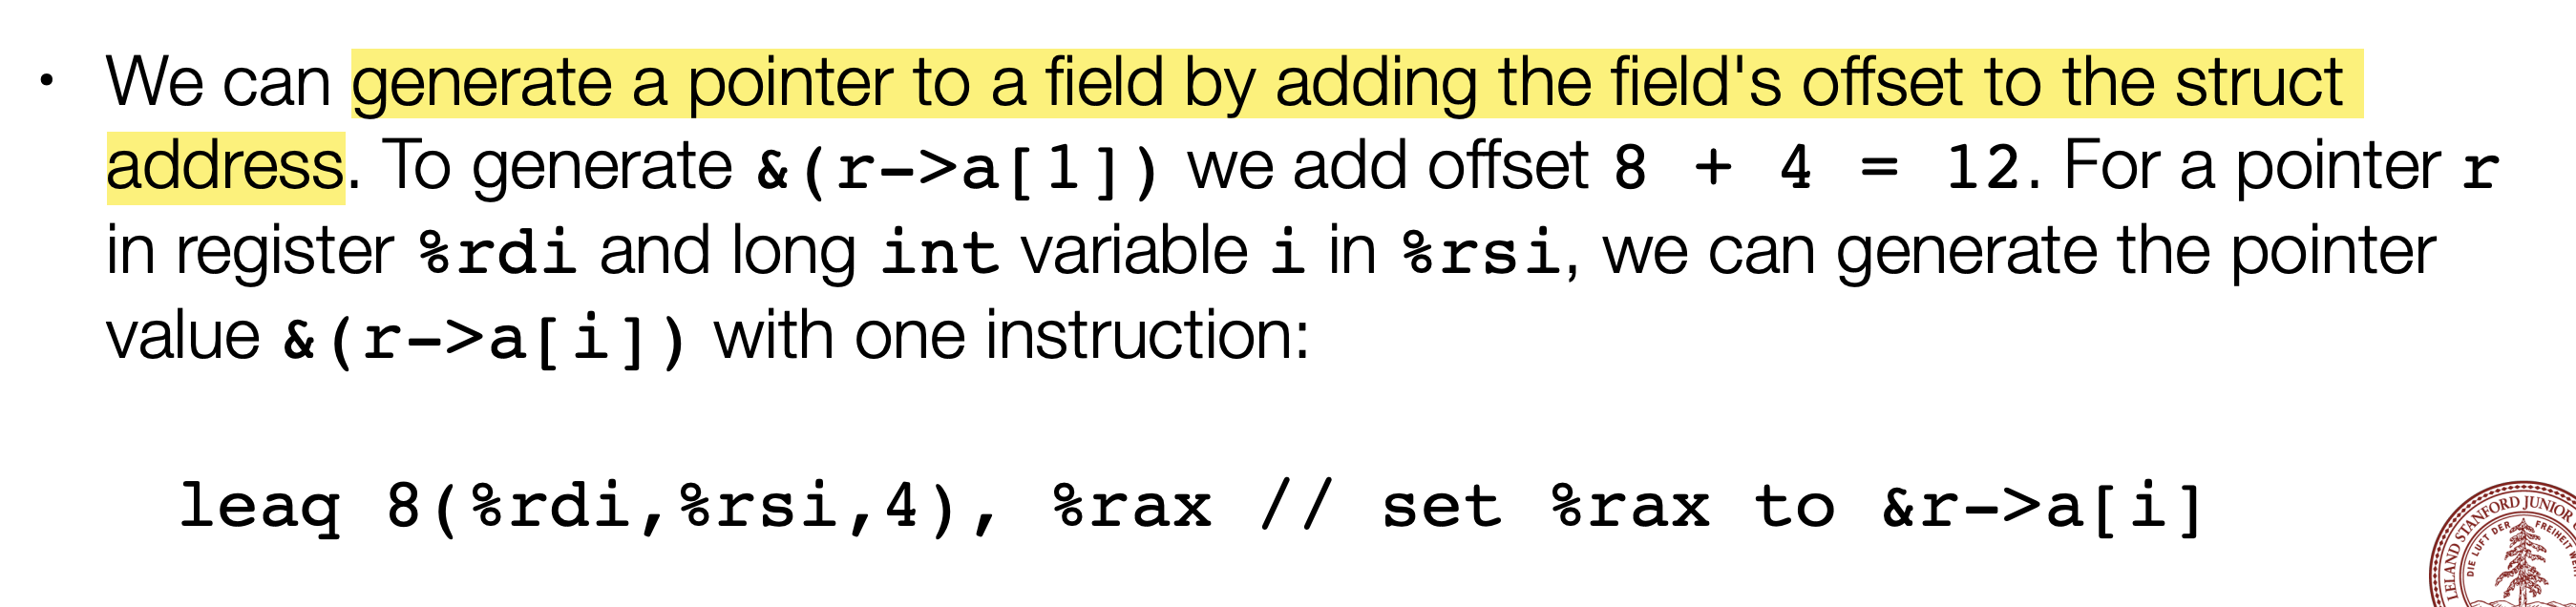 • We can generate a pointer to a field by adding the field's offset to the struct
address. To generate &(r->a[1]) we add offset 8 + 4 = 12. For a pointer r
in register %rdi and long int variable i in %rsi, we can generate the pointer
value &(r->a[i]) with one instruction:
leaq 8(%rdi,%rsi,4), %rax // set %rax to &r->a[i]
LELAND STANFORD JUNIOR
DIE LUFT DER FREIHEIT